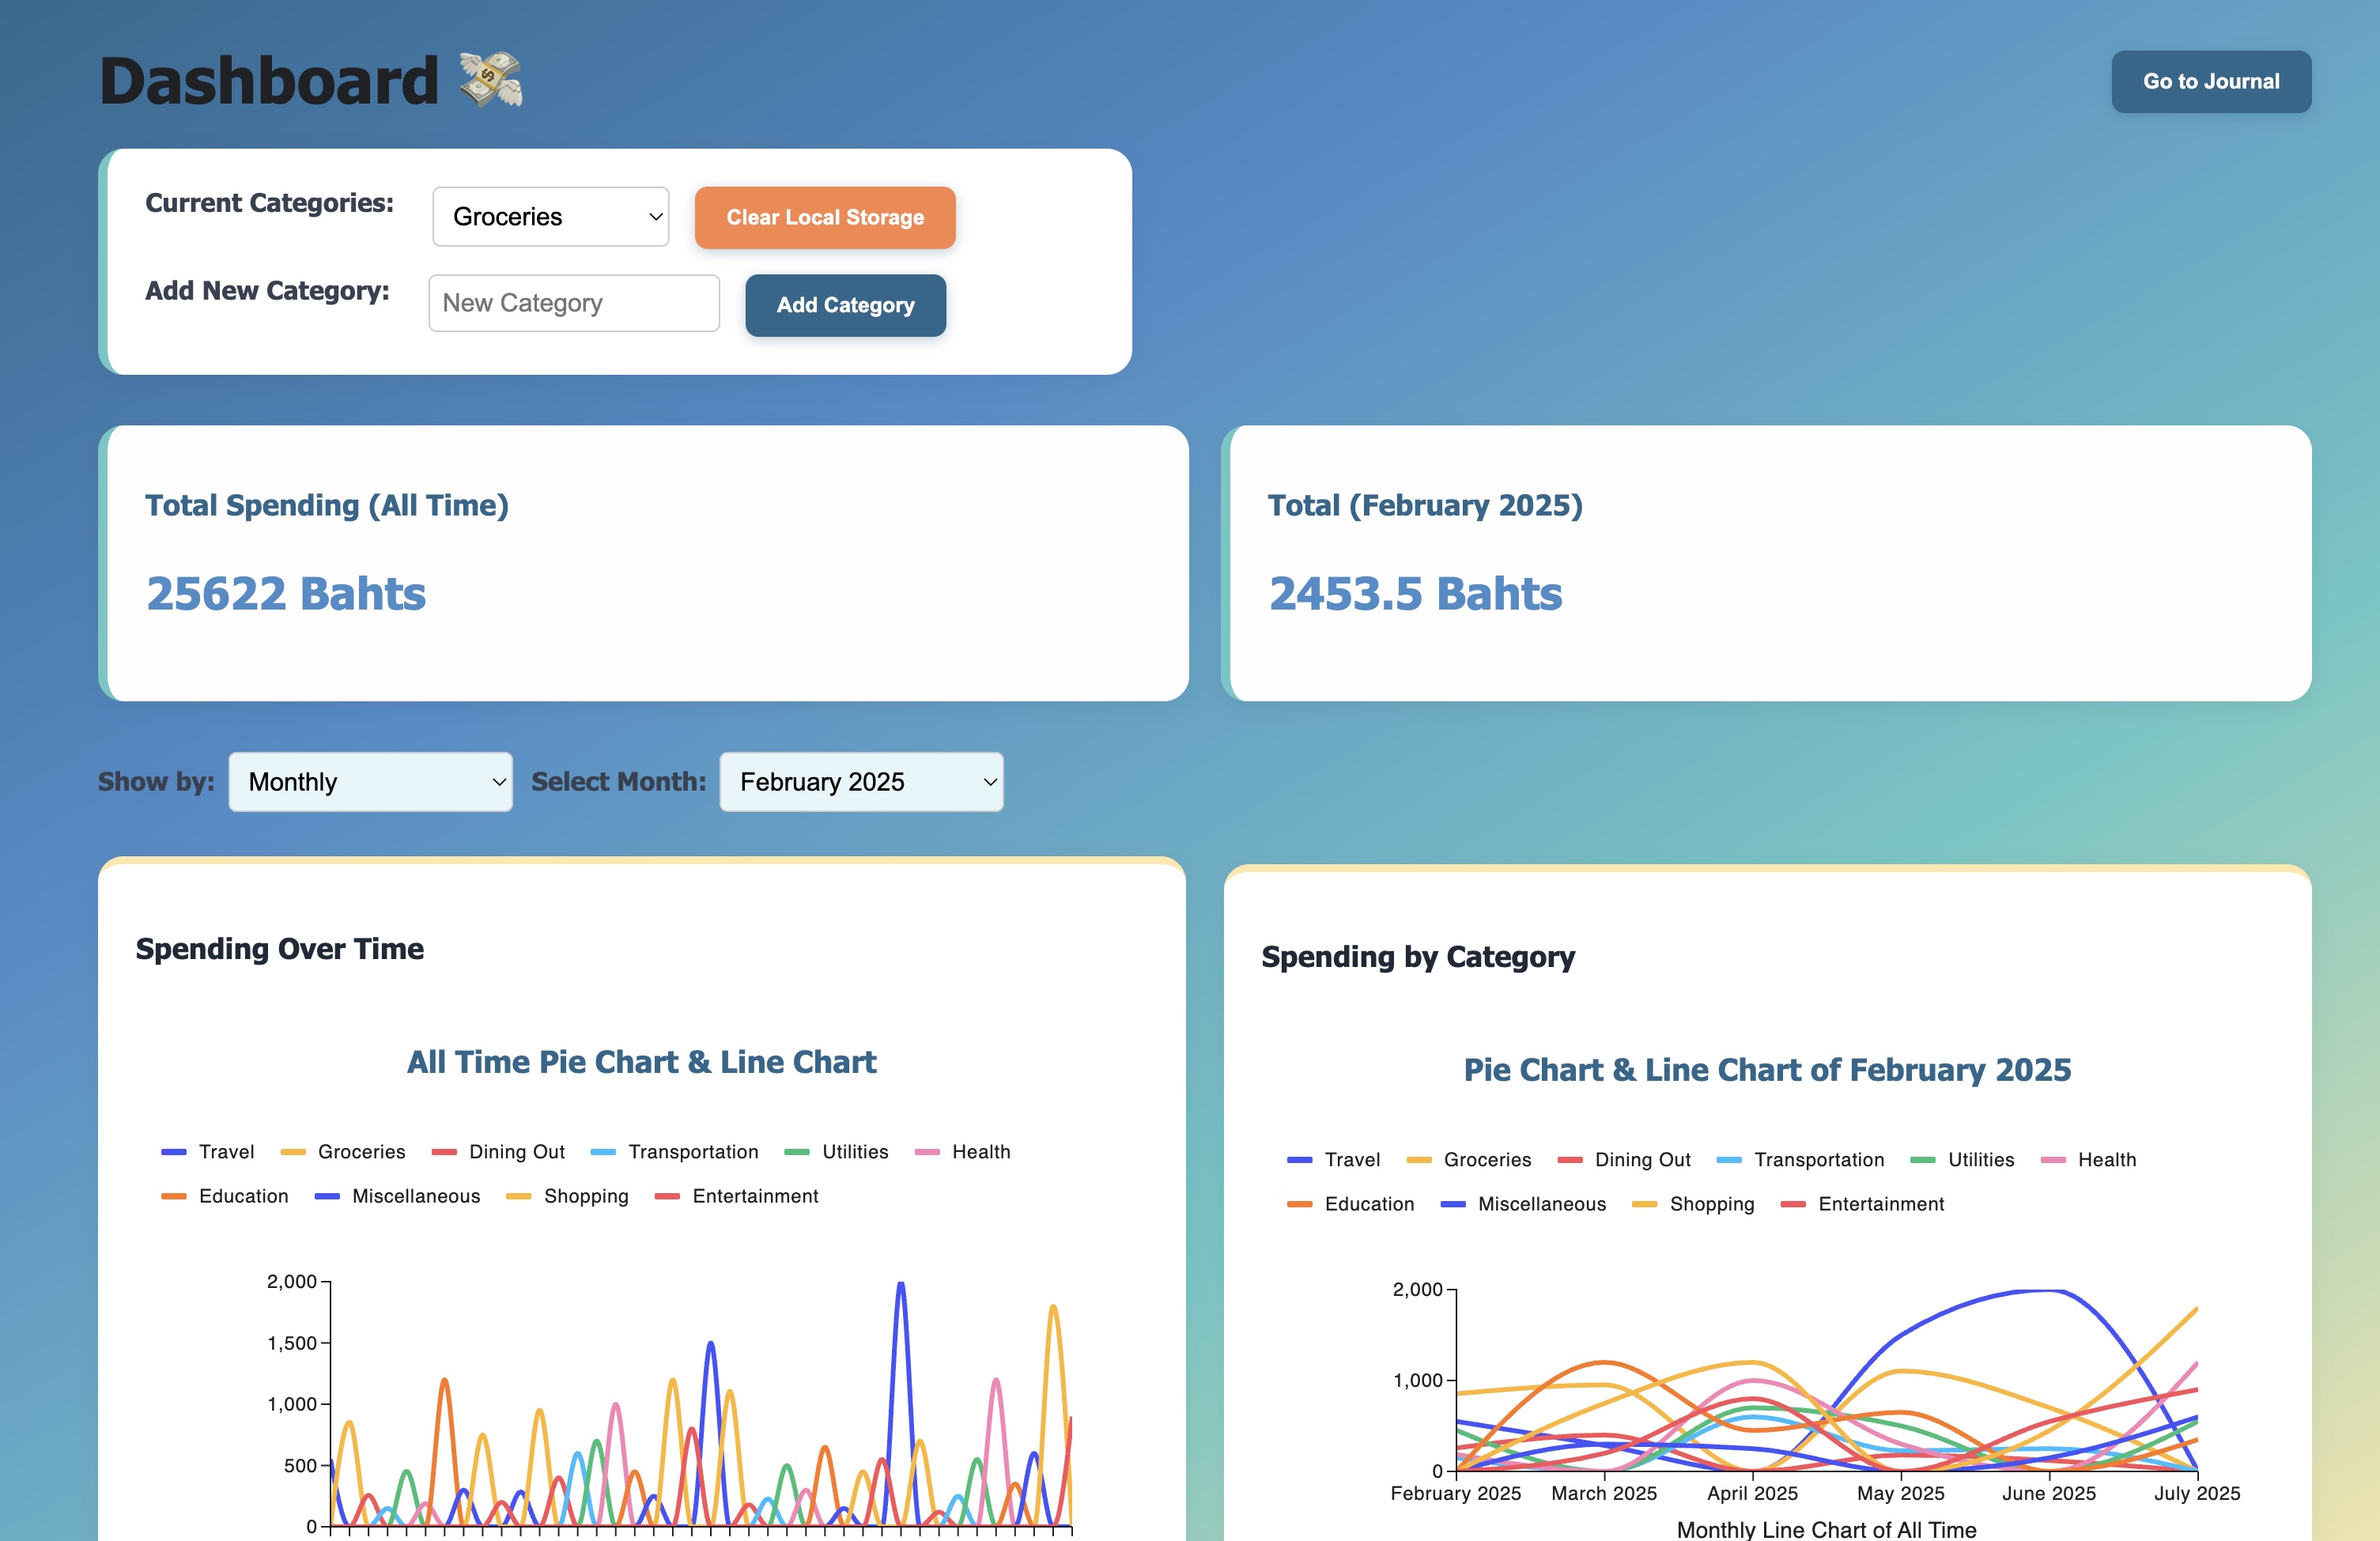 Dashboard 💸
Go to Journal
Current Categories:
Groceries
Clear Local Storage
Add New Category:
New Category
Add Category
Total Spending (All Time)
25622 Bahts
Total (February 2025)
2453.5 Bahts
Show by:
Monthly
Select Month:
February 2025
Spending Over Time
All Time Pie Chart & Line Chart
Travel Groceries Dining Out Transportation Utilities Health
Education Miscellaneous Shopping Entertainment
2,000
1,500
1,000
500
0
Spending by Category
Pie Chart & Line Chart of February 2025
Travel Groceries Dining Out Transportation Utilities Health
Education Miscellaneous Shopping Entertainment
2,000
1,000
0
February 2025 March 2025 April 2025 May 2025 June 2025 July 2025
Monthly Line Chart of All Time